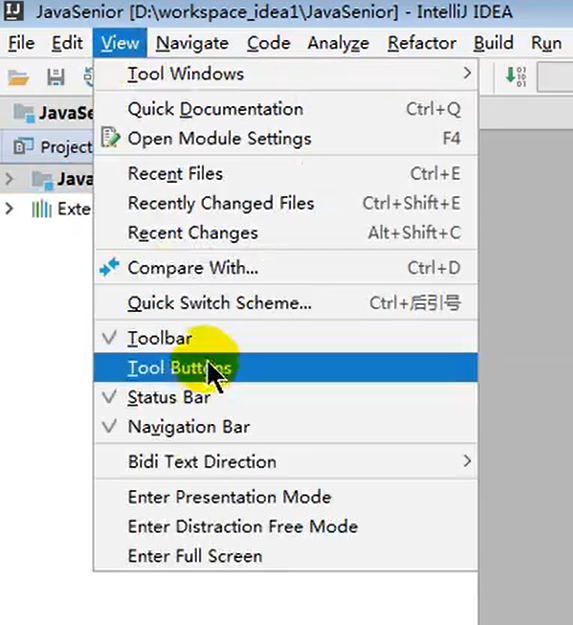 JavaSenior [D:\workspace_idea1\JavaSenior] - IntelliJ IDEA
File Edit View Navigate Code Analyze Refactor Build Run
Tool Windows
JavaSe
Quick Documentation Ctrl+Q
Open Module Settings F4
Project
Recent Files Ctrl+E
Java
Recently Changed Files Ctrl+Shift+E
Exte
Recent Changes Alt+Shift+C
Compare With... Ctrl+D
Quick Switch Scheme... Ctrl+后引号
Toolbar
Tool Buttons
Status Bar
Navigation Bar
Bidi Text Direction
Enter Presentation Mode
Enter Distraction Free Mode
Enter Full Screen